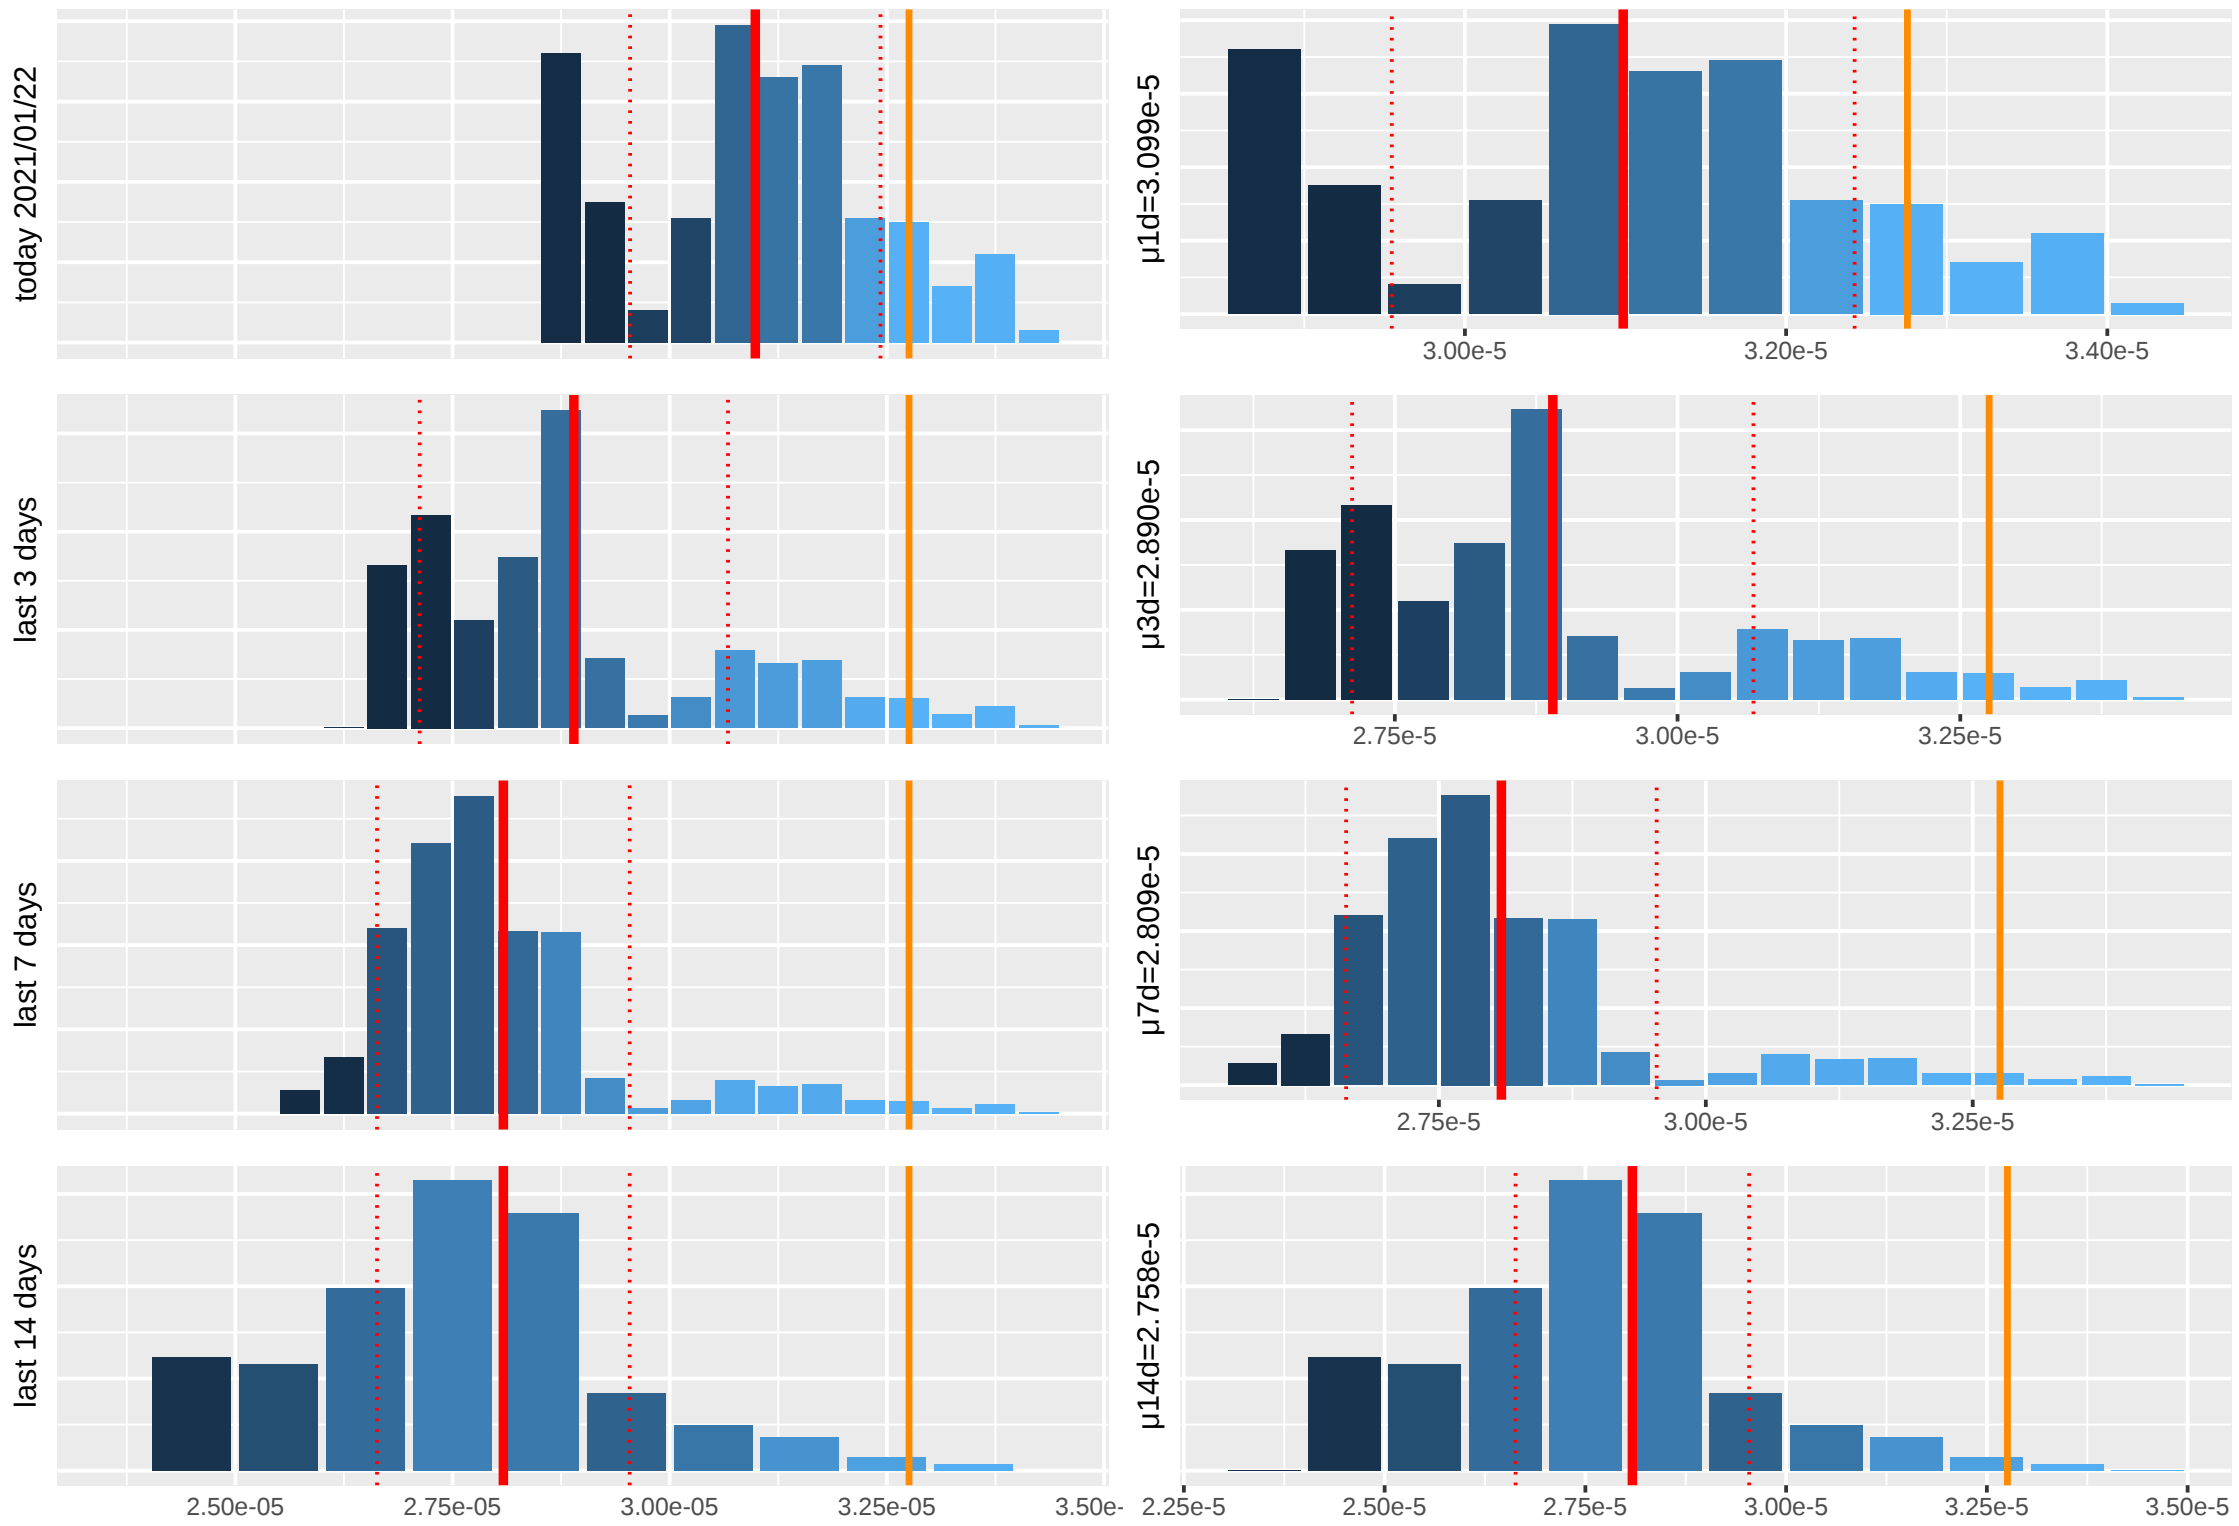 today 2021/01/22
µ1d=3.099e-5
3.00e-5 3.20e-5 3.40e-5
last 3 days
µ3d=2.890e-5
2.75e-5 3.00e-5 3.25e-5
last 7 days
µ7d=2.809e-5
2.75e-5 3.00e-5 3.25e-5
last 14 days
µ14d=2.758e-5
2.50e-05 2.75e-05 3.00e-05 3.25e-05 3.50e-
2.25e-5 2.50e-5 2.75e-5 3.00e-5 3.25e-5 3.50e-5